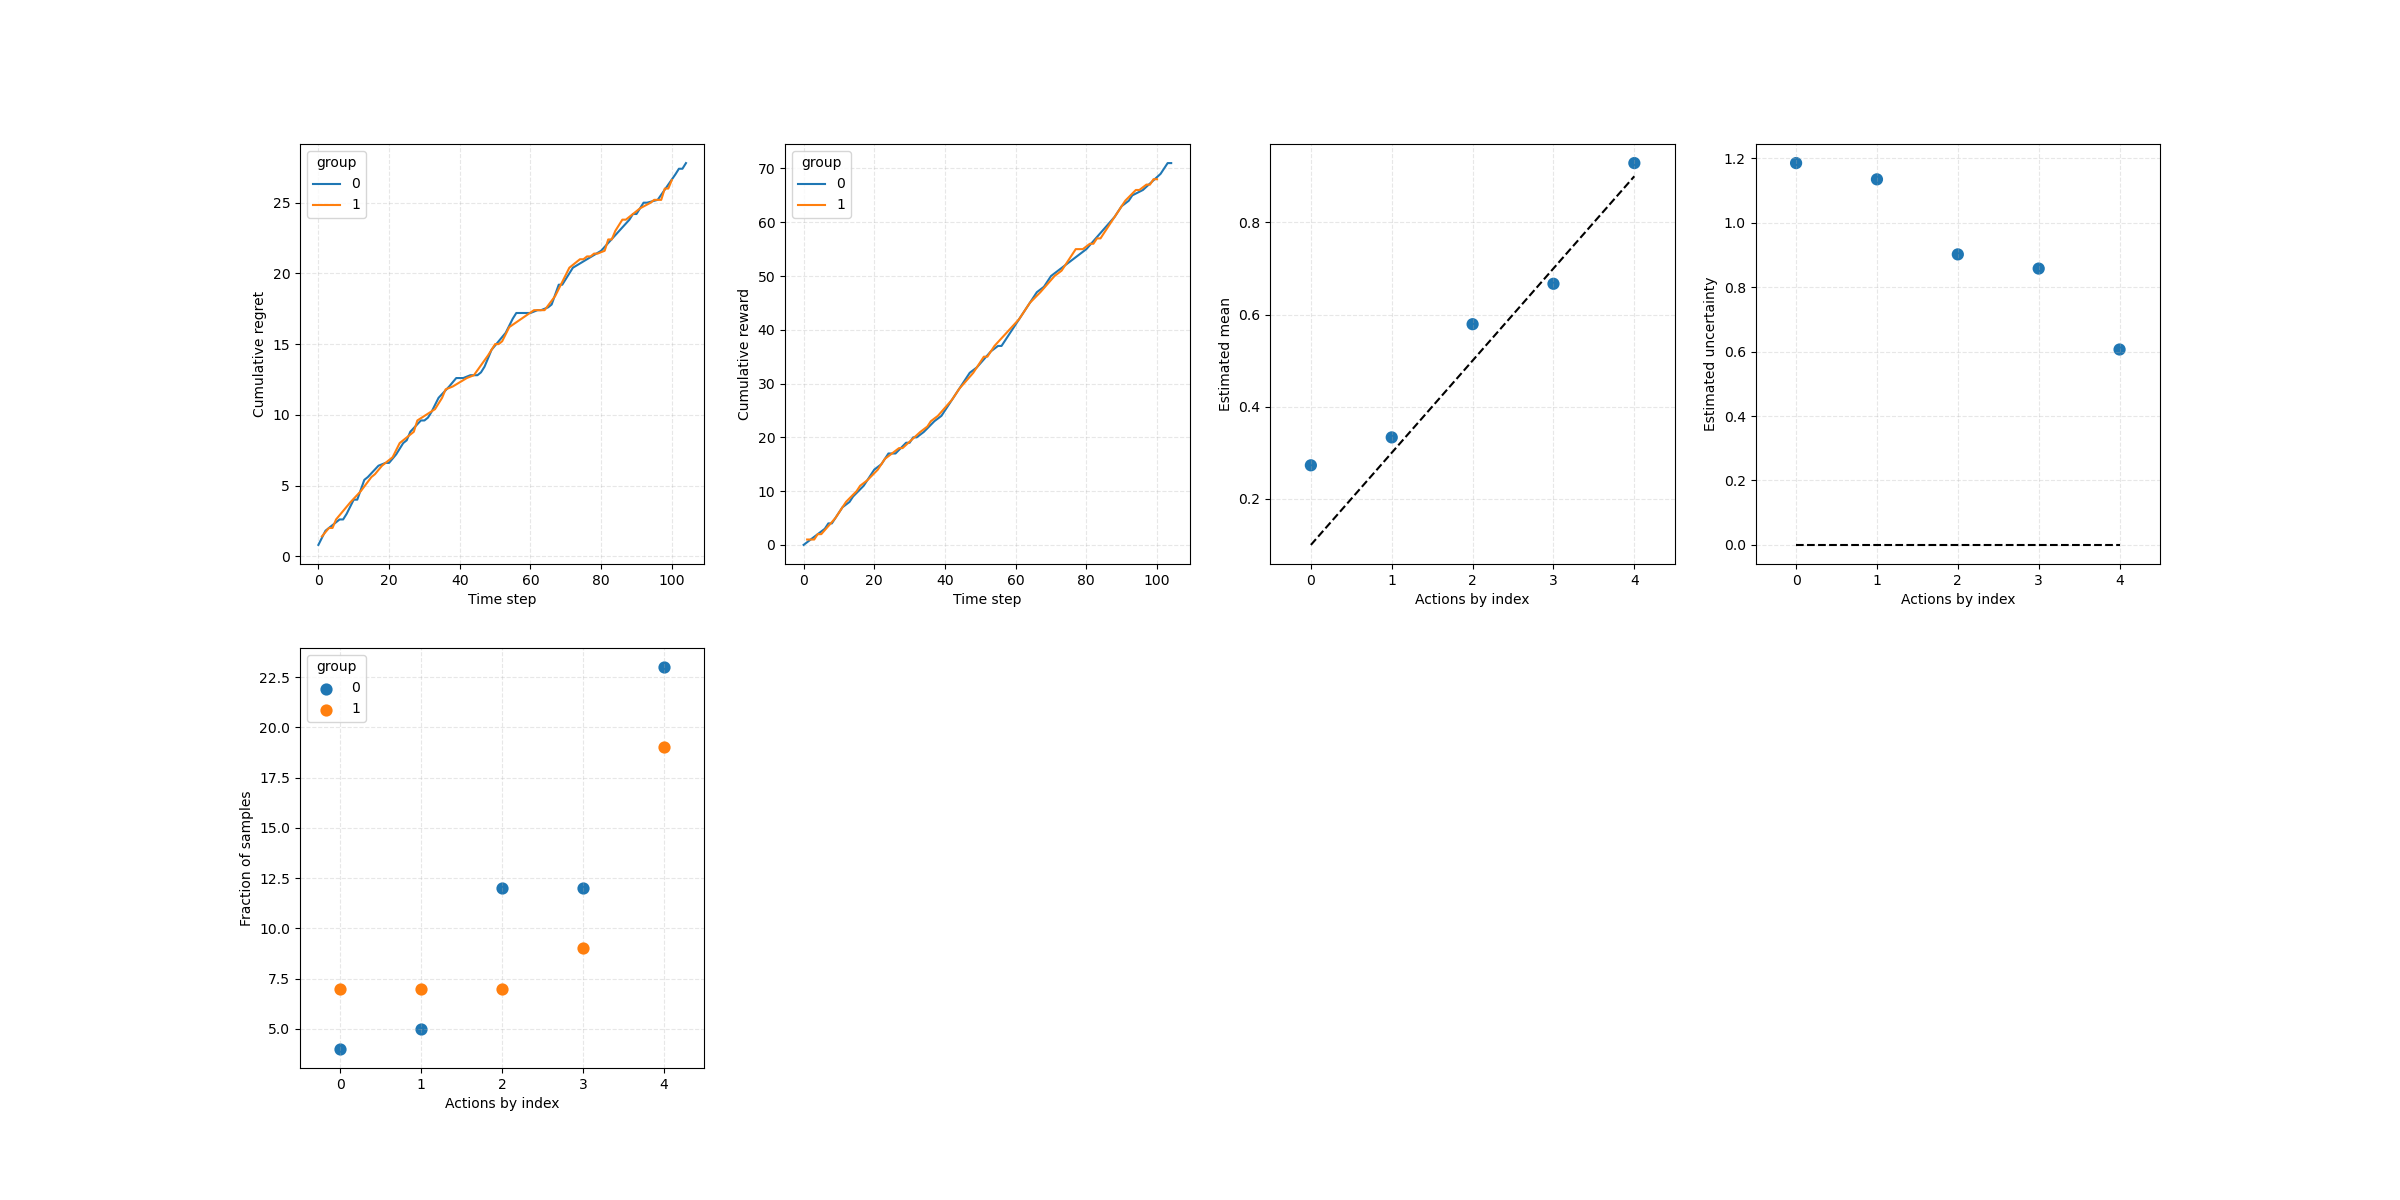 group
0
1
25
20
15
10
5
0
Cumulative regret
0 20 40 60 80 100
Time step
group
0
1
70
60
50
40
30
20
10
0
Cumulative reward
0 20 40 60 80 100
Time step
0.8
0.6
0.4
0.2
Estimated mean
0 1 2 3 4
Actions by index
1.2
1.0
0.8
0.6
0.4
0.2
0.0
Estimated uncertainty
0 1 2 3 4
Actions by index
group
0
1
22.5
20.0
17.5
15.0
12.5
10.0
7.5
5.0
Fraction of samples
0 1 2 3 4
Actions by index